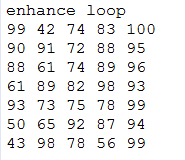 enhance loop
99 42 74 83 100
90 91 72 88 95
88 61 74 89 96
61 89 82 98 93
93 73 75 78 99
50 65 92 87 94
43 98 78 56 99